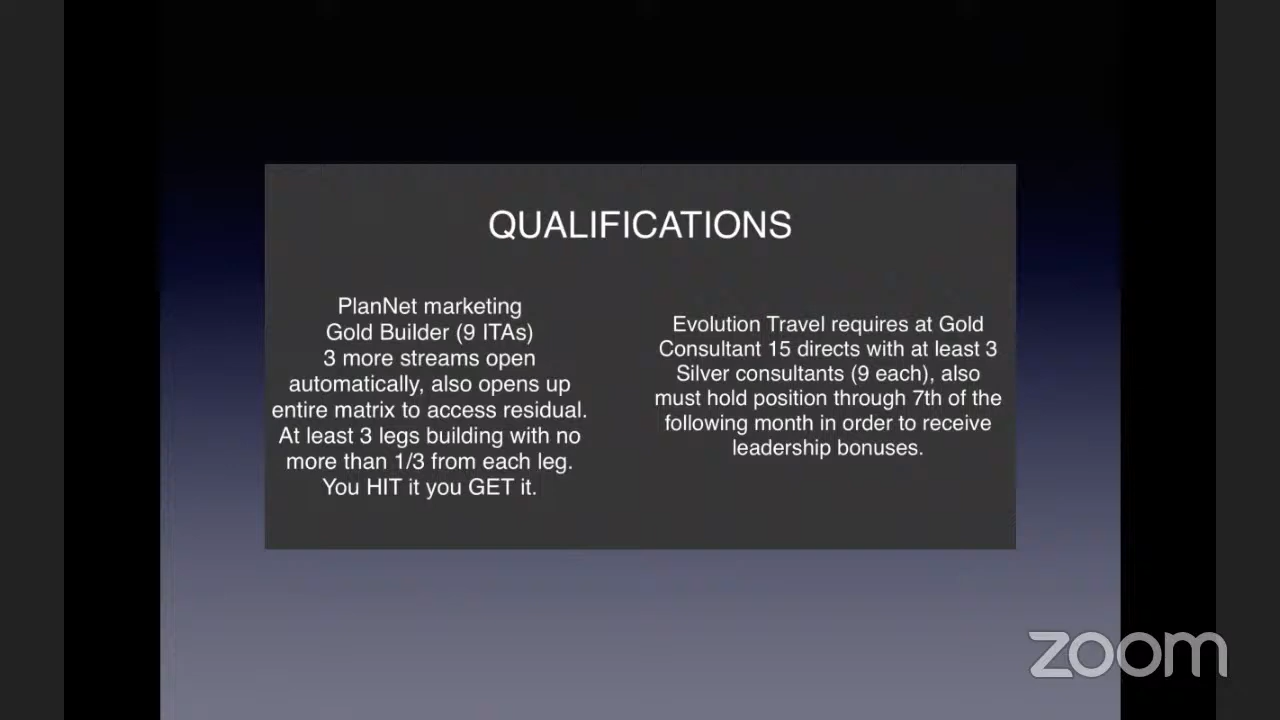 QUALIFICATIONS
PlanNet marketing
Gold Builder (9 ITAs)
3 more streams open
automatically, also opens up
entire matrix to access residual.
At least 3 legs building with no
more than 1/3 from each leg.
You HIT it you GET it.
Evolution Travel requires at Gold
Consultant 15 directs with at least 3
Silver consultants (9 each), also
must hold position through 7th of the
following month in order to receive
leadership bonuses.
zoom